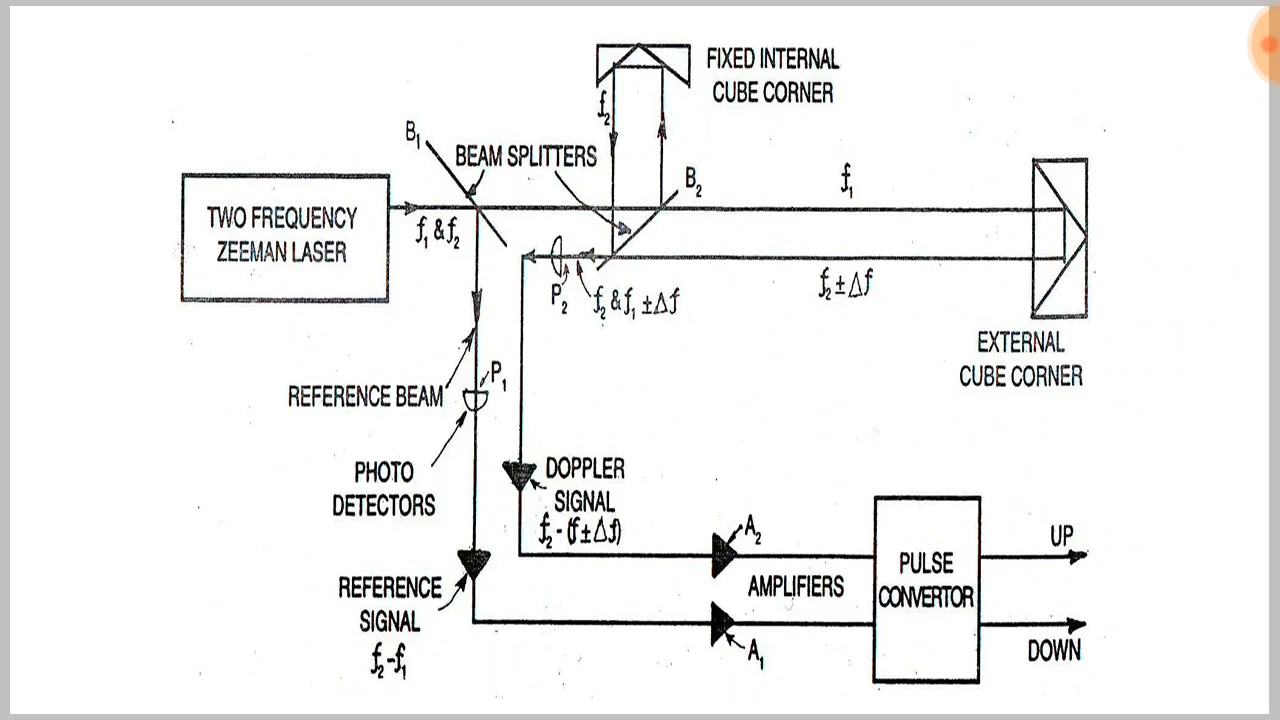 FIXED INTERNAL
CUBE CORNER
f₂
B₁
BEAM SPLITTERS
B₂
f₁
TWO FREQUENCY
ZEEMAN LASER
f₁ & f₂
P₂
f₂ & f₁ ± Δf
f₂ ± Δf
EXTERNAL
CUBE CORNER
REFERENCE BEAM
P₁
PHOTO
DETECTORS
DOPPLER
SIGNAL
f₂ - (f ± Δf)
A₂
UP
PULSE
CONVERTOR
AMPLIFIERS
REFERENCE
SIGNAL
f₂-f₁
A₁
DOWN